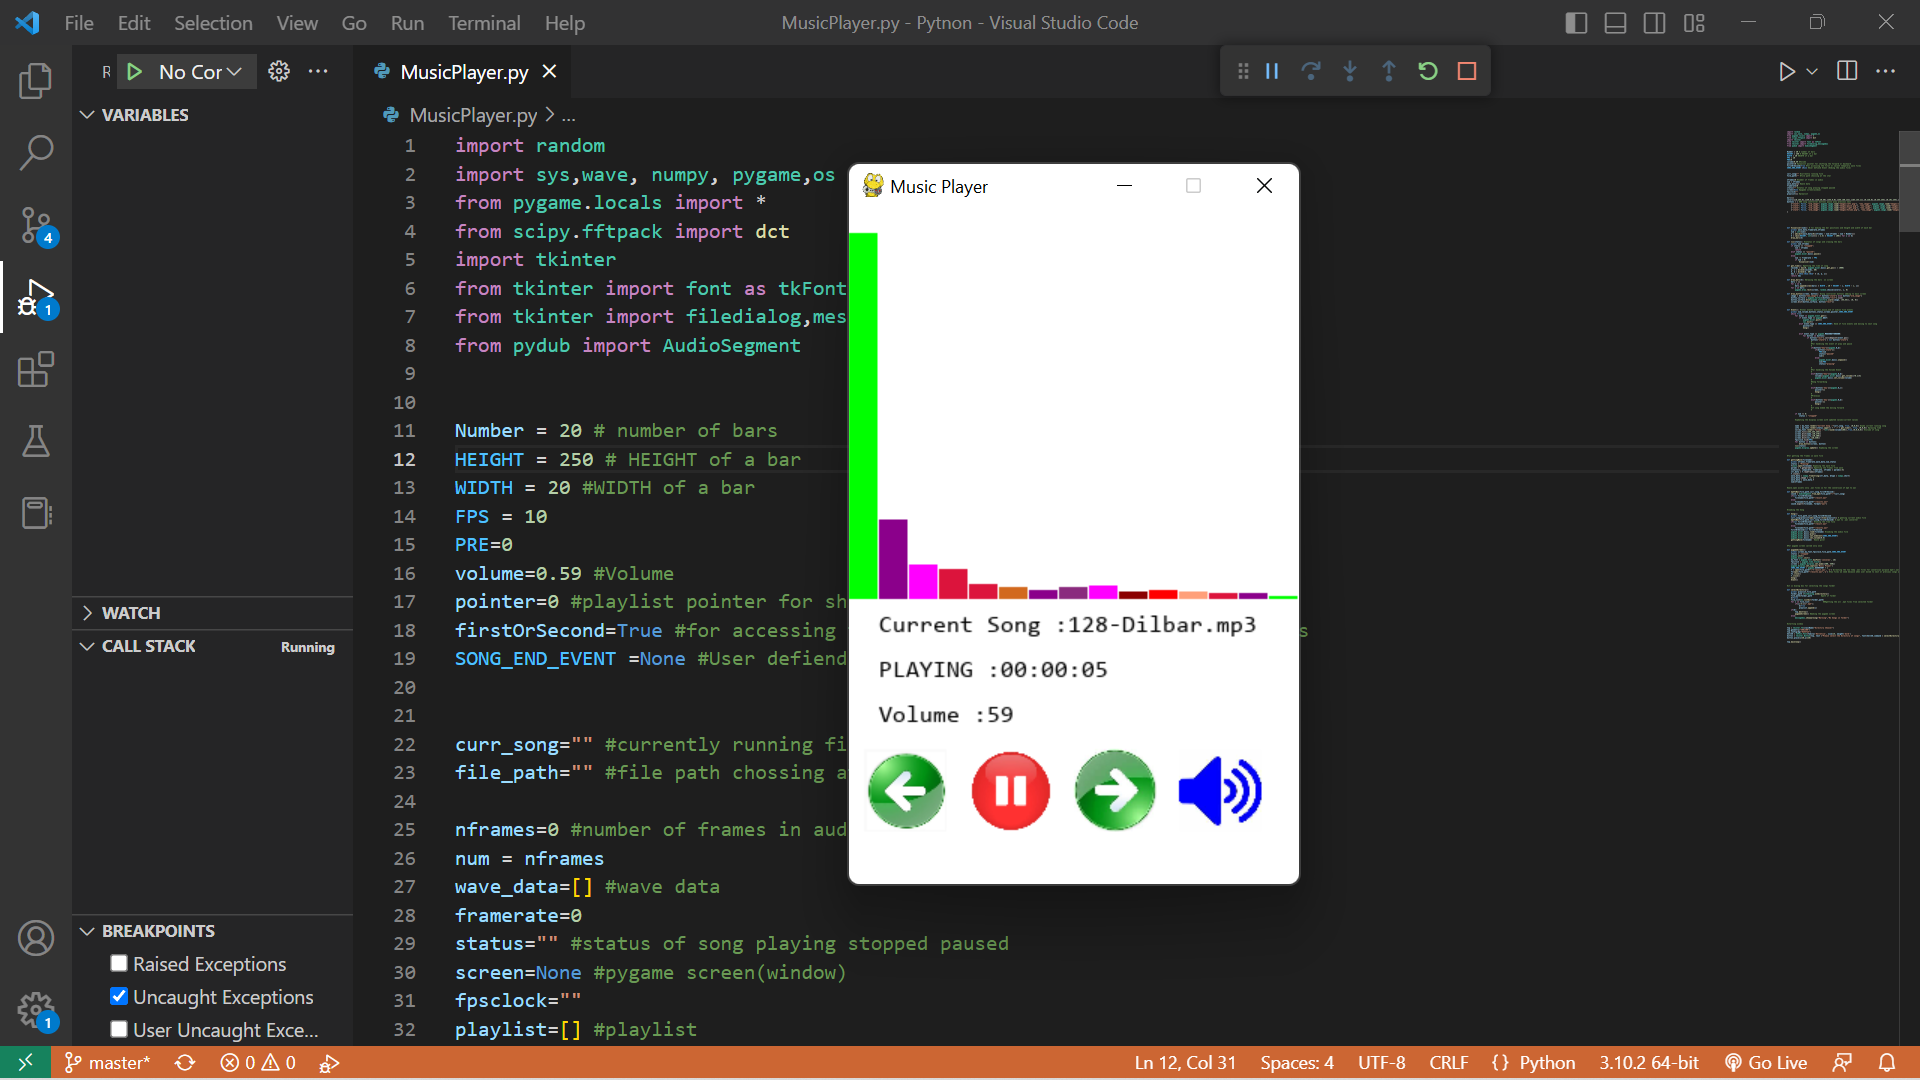 File Edit Selection View Go Run Terminal Help
MusicPlayer.py - Pytnon - Visual Studio Code
R No Cor
MusicPlayer.py
VARIABLES
MusicPlayer.py > ...
1 import random
2 import sys,wave, numpy, pygame,os
3 from pygame.locals import *
4 from scipy.fftpack import dct
5 import tkinter
6 from tkinter import font as tkFont
7 from tkinter import filedialog,mes
8 from pydub import AudioSegment
9
10
11 Number = 20 # number of bars
12 HEIGHT = 250 # HEIGHT of a bar
13 WIDTH = 20 #WIDTH of a bar
14 FPS = 10
15 PRE=0
16 volume=0.59 #Volume
17 pointer=0 #playlist pointer for sh
18 firstOrSecond=True #for accessing s
19 SONG_END_EVENT =None #User defiend
20
21
22 curr_song="" #currently running fi
23 file_path="" #file path chossing a
24
25 nframes=0 #number of frames in aud
26 num = nframes
27 wave_data=[] #wave data
28 framerate=0
29 status="" #status of song playing stopped paused
30 screen=None #pygame screen(window)
31 fpsclock=""
32 playlist=[] #playlist
Music Player
Current Song :128-Dilbar.mp3
PLAYING :00:00:05
Volume :59
WATCH
CALL STACK Running
BREAKPOINTS
Raised Exceptions
Uncaught Exceptions
User Uncaught Exce...
4
1
1
master* 0 0
Ln 12, Col 31 Spaces: 4 UTF-8 CRLF {} Python 3.10.2 64-bit Go Live